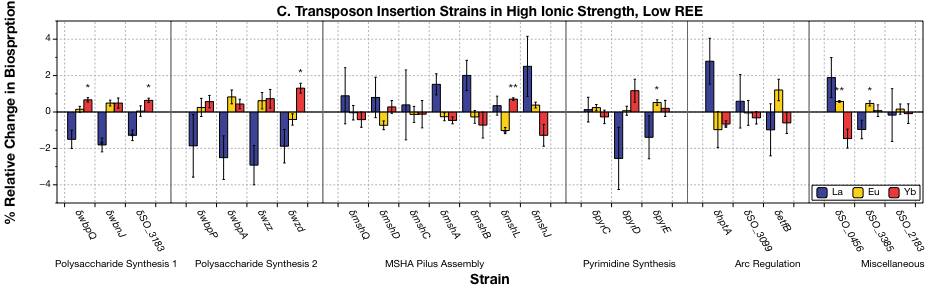 C. Transposon Insertion Strains in High Ionic Strength, Low REE
% Relative Change in Biosprption
4
2
0
−2
−4
* * * ** * ** *
La Eu Yb
δwbpQ δwbnJ δSO_3183 δwbpP δwbpA δwzz δwzd δmshQ δmshD δmshC δmshA δmshB δmshL δmshJ δpyrC δpyrD δpyrE δhptA δSO_3099 δetfB δSO_0456 δSO_3385 δSO_2183
Polysaccharide Synthesis 1 Polysaccharide Synthesis 2 MSHA Pilus Assembly Pyrimidine Synthesis Arc Regulation Miscellaneous
Strain